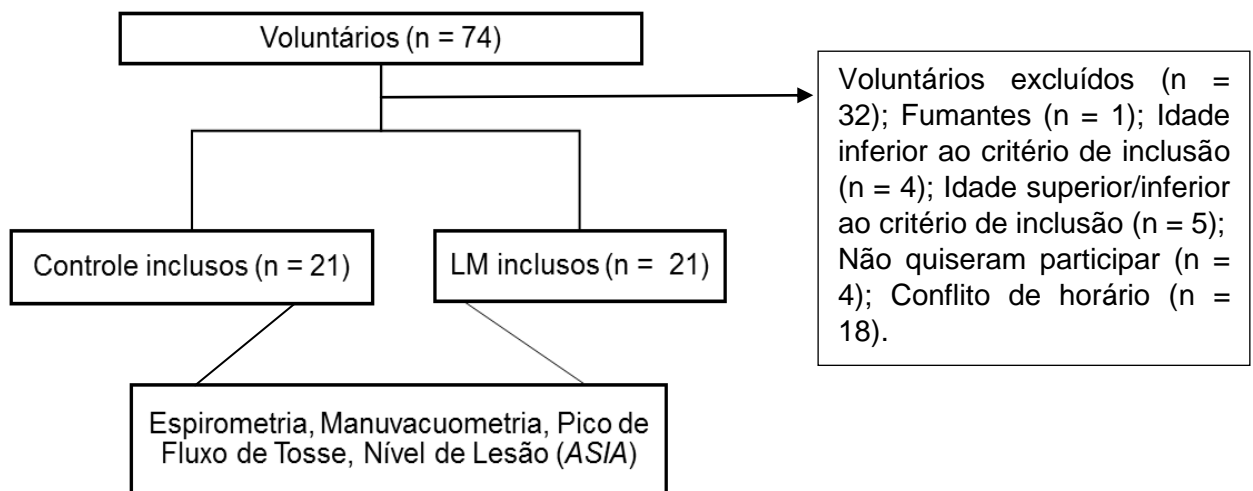 Voluntários (n = 74)
Voluntários excluídos (n =
32); Fumantes (n = 1); Idade
inferior ao critério de inclusão
(n = 4); Idade superior/inferior
ao critério de inclusão (n = 5);
Não quiseram participar (n =
4); Conflito de horário (n =
18).
Controle inclusos (n = 21)
LM inclusos (n = 21)
Espirometria, Manuvacuometria, Pico de
Fluxo de Tosse, Nível de Lesão (ASIA)